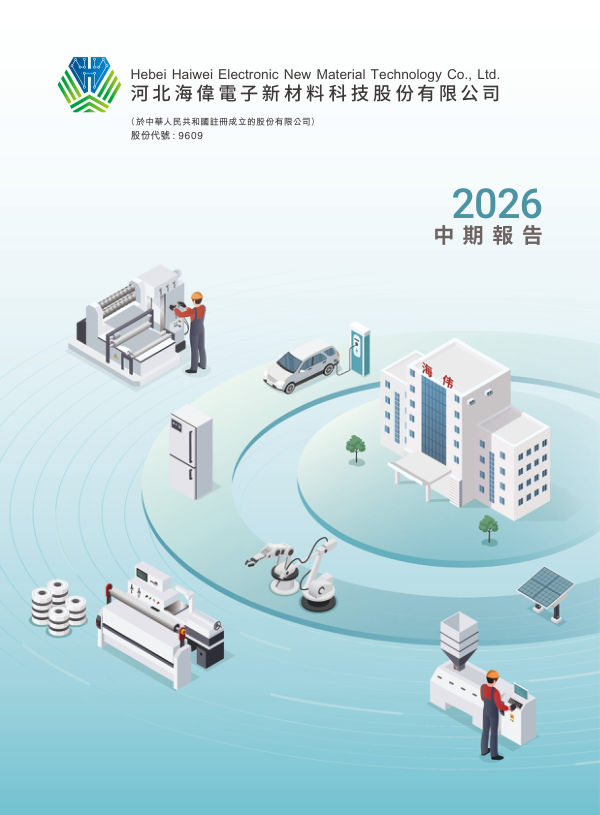 Hebei Haiwei Electronic New Material Technology Co., Ltd.
河北海偉電子新材料科技股份有限公司
（於中華人民共和國註冊成立的股份有限公司）
股份代號 : 9609
2026
中期報告
海伟